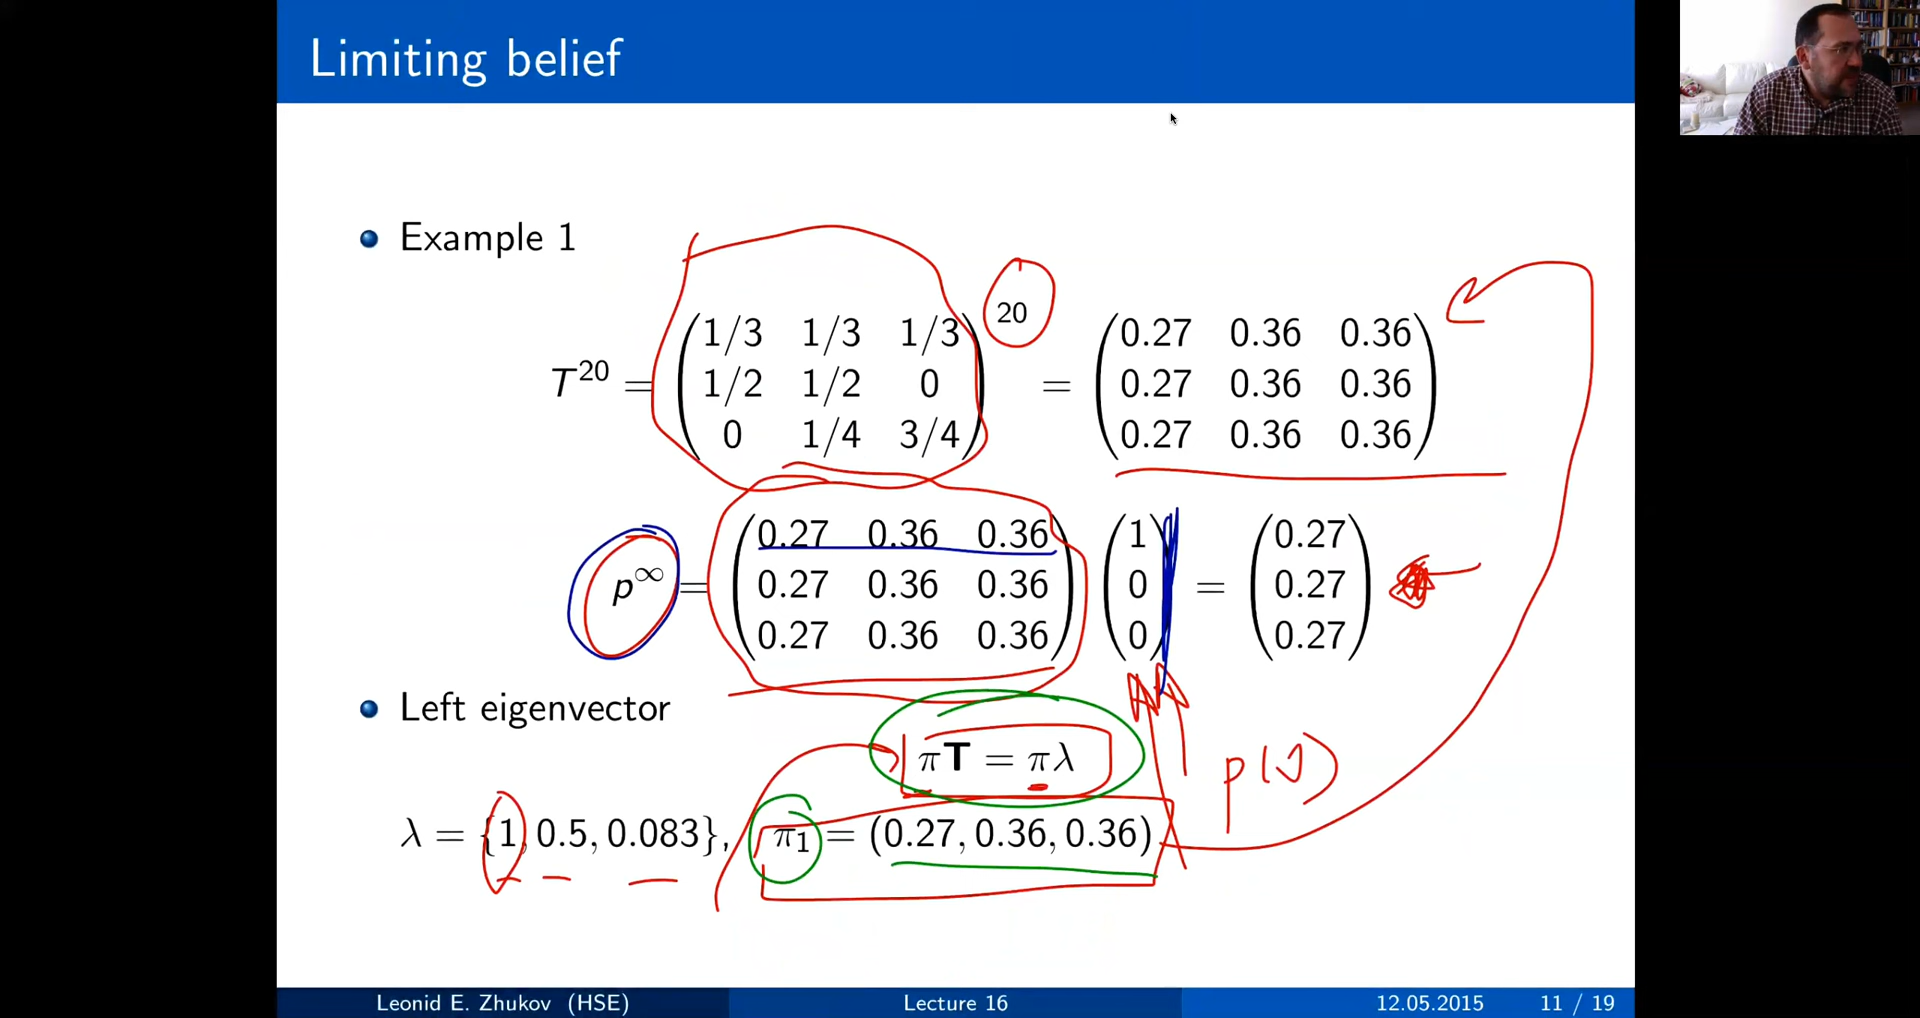 Limiting belief
Example 1
T^20 = (1/3 1/3 1/3
1/2 1/2 0
0 1/4 3/4)^20 = (0.27 0.36 0.36
0.27 0.36 0.36
0.27 0.36 0.36)
p^∞ = (0.27 0.36 0.36
0.27 0.36 0.36
0.27 0.36 0.36) (1
0
0) = (0.27
0.27
0.27)
Left eigenvector
πT = πλ
λ = {1, 0.5, 0.083}, π₁ = (0.27, 0.36, 0.36)
Leonid E. Zhukov (HSE) Lecture 16 12.05.2015 11 / 19